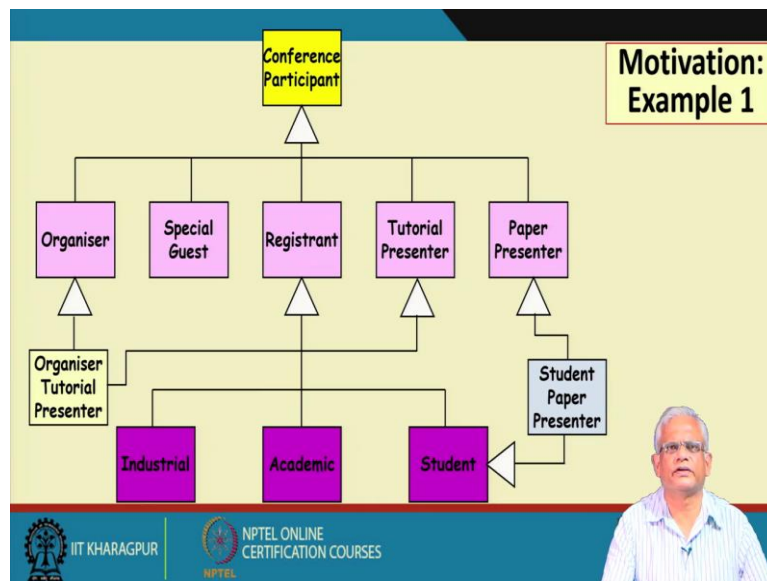 Conference
Participant
Motivation:
Example 1
Organiser
Special
Guest
Registrant
Tutorial
Presenter
Paper
Presenter
Organiser
Tutorial
Presenter
Student
Paper
Presenter
Industrial
Academic
Student
IIT KHARAGPUR
NPTEL
NPTEL ONLINE
CERTIFICATION COURSES